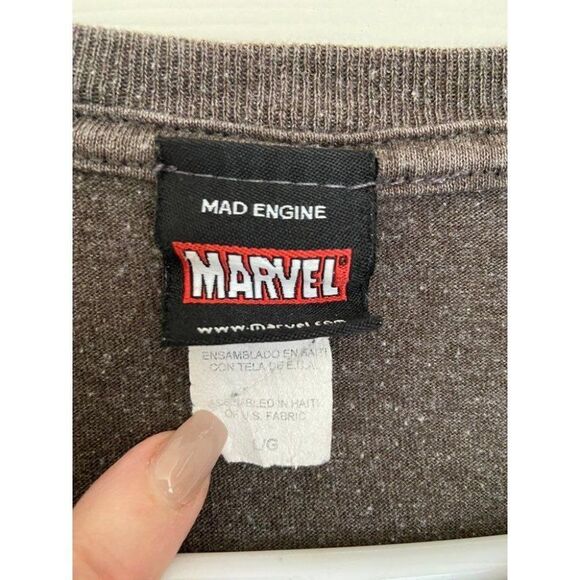 MAD ENGINE
MARVEL®
www.marvel.com
ENSAMBLADO EN HAITI
CON TELA DE E.U.A.
ASSEMBLED IN HAITI
OF U.S. FABRIC
L/G